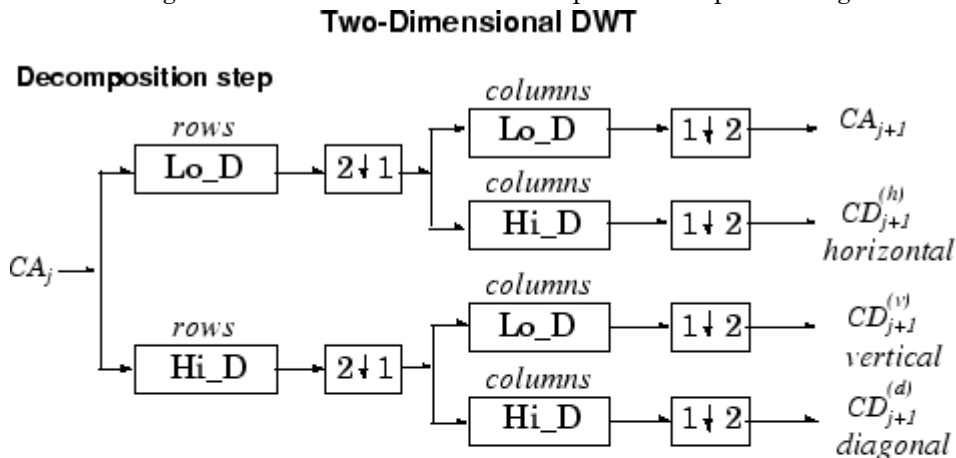 Two-Dimensional DWT
Decomposition step
columns
rows
Lo_D
1↓2
CA_{j+1}
Lo_D
2↓1
columns
Hi_D
1↓2
CD_{j+1}^{(h)}
horizontal
CA_j
columns
rows
Lo_D
1↓2
CD_{j+1}^{(v)}
vertical
Hi_D
2↓1
columns
Hi_D
1↓2
CD_{j+1}^{(d)}
diagonal